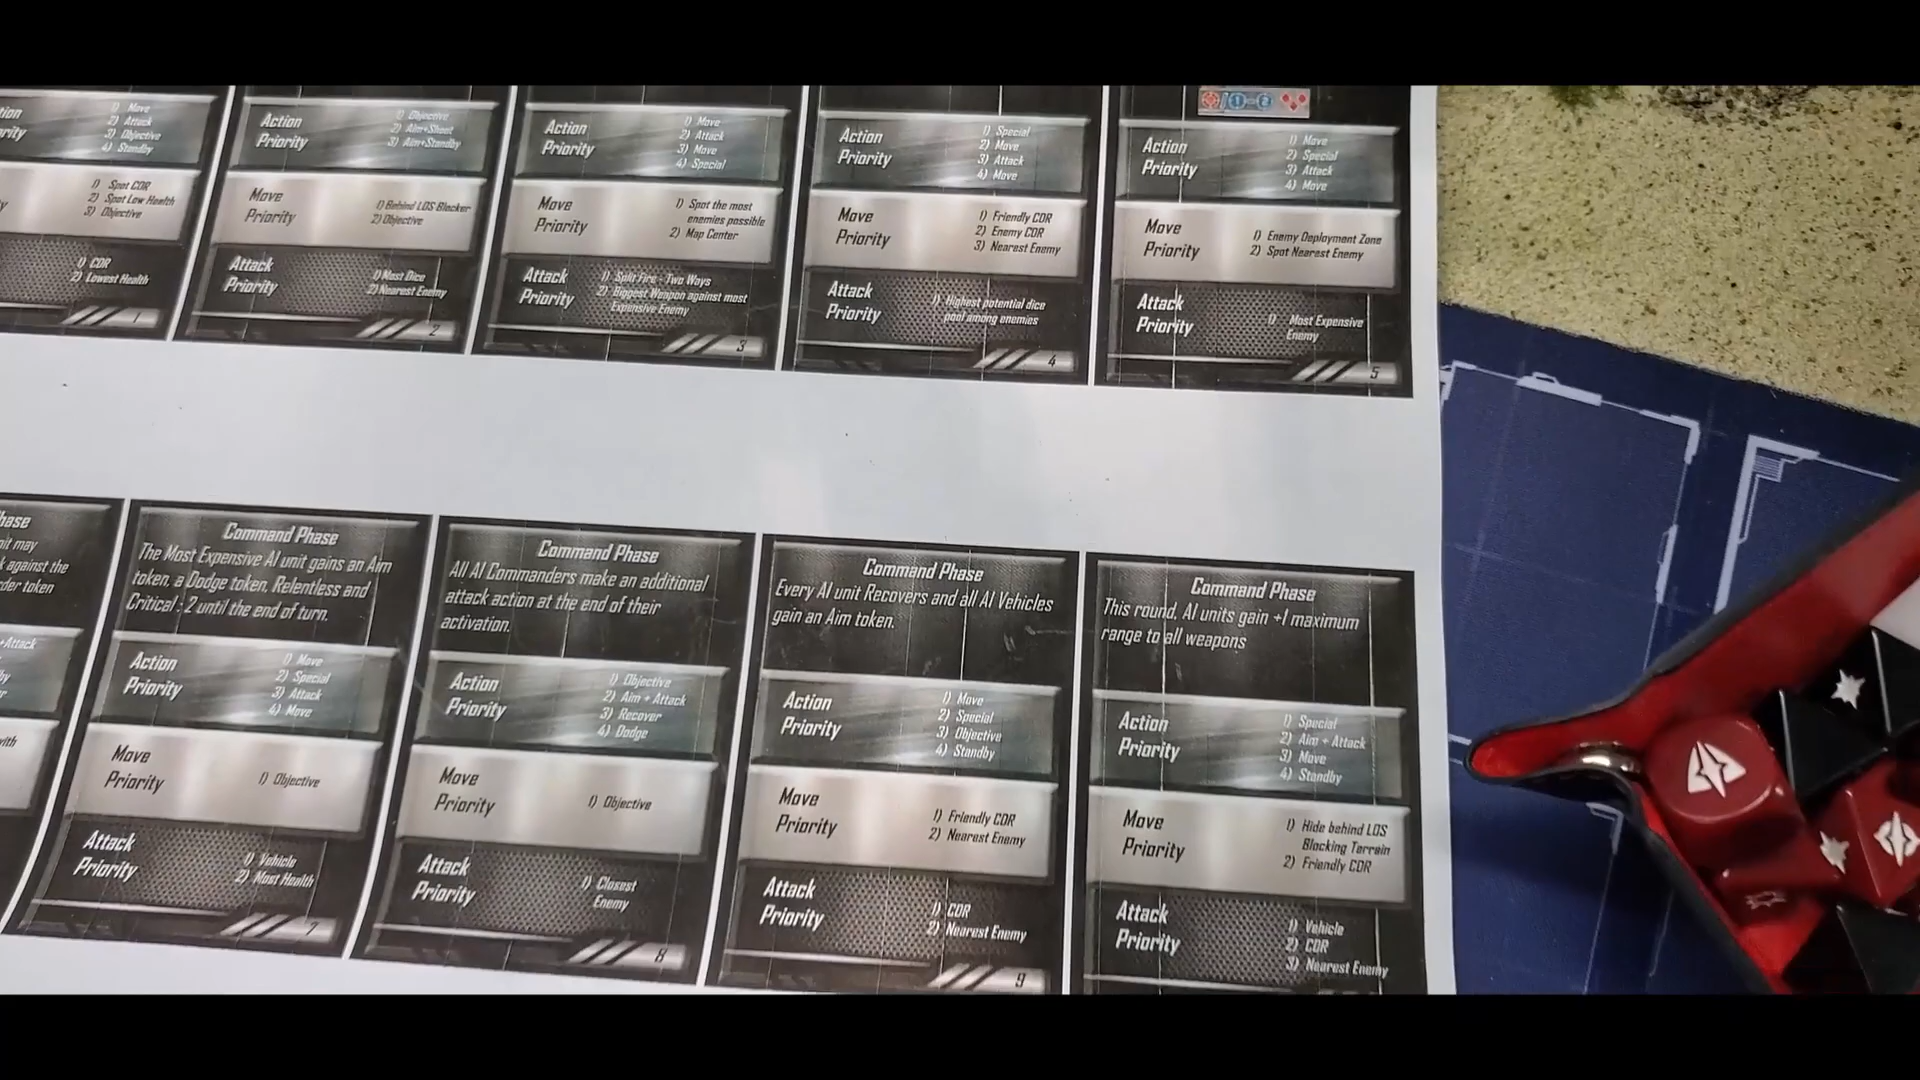 1) Move
2) Attack
3) Objective
4) Standby
1) Spot CDR
2) Spot Low Health
3) Objective
1) CDR
2) Lowest Health
1
Action
Priority
1) Objective
2) Aim+Shoot
3) Aim+Standby
Move
Priority
1) Behind LOS Blocker
2) Objective
Attack
Priority
1) Most Dice
2) Nearest Enemy
2
Action
Priority
1) Move
2) Attack
3) Move
4) Special
Move
Priority
1) Spot the most
enemies possible
2) Map Center
Attack
Priority
1) Split Fire - Two Ways
2) Biggest Weapon against most
Expensive Enemy
3
Action
Priority
1) Special
2) Move
3) Attack
4) Move
Move
Priority
1) Friendly CDR
2) Enemy CDR
3) Nearest Enemy
Attack
Priority
1) Highest potential dice
pool among enemies
4
Action
Priority
1) Move
2) Special
3) Attack
4) Move
Move
Priority
1) Enemy Deployment Zone
2) Spot Nearest Enemy
Attack
Priority
1) Most Expensive
Enemy
5
may
against the
token
Command Phase
The Most Expensive AI unit gains an Aim
token, a Dodge token, Relentless and
Critical : 2 until the end of turn.
Action
Priority
1) Move
2) Special
3) Attack
4) Move
Move
Priority
1) Objective
Attack
Priority
1) Vehicle
2) Most Health
7
Command Phase
All AI Commanders make an additional
attack action at the end of their
activation.
Action
Priority
1) Objective
2) Aim + Attack
3) Recover
4) Dodge
Move
Priority
1) Objective
Attack
Priority
1) Closest
Enemy
8
Command Phase
Every AI unit Recovers and all AI Vehicles
gain an Aim token.
Action
Priority
1) Move
2) Special
3) Objective
4) Standby
Move
Priority
1) Friendly CDR
2) Nearest Enemy
Attack
Priority
1) CDR
2) Nearest Enemy
9
Command Phase
This round, AI units gain +1 maximum
range to all weapons
Action
Priority
1) Special
2) Aim + Attack
3) Move
4) Standby
Move
Priority
1) Hide behind LOS
Blocking Terrain
2) Friendly CDR
Attack
Priority
1) Vehicle
2) CDR
3) Nearest Enemy